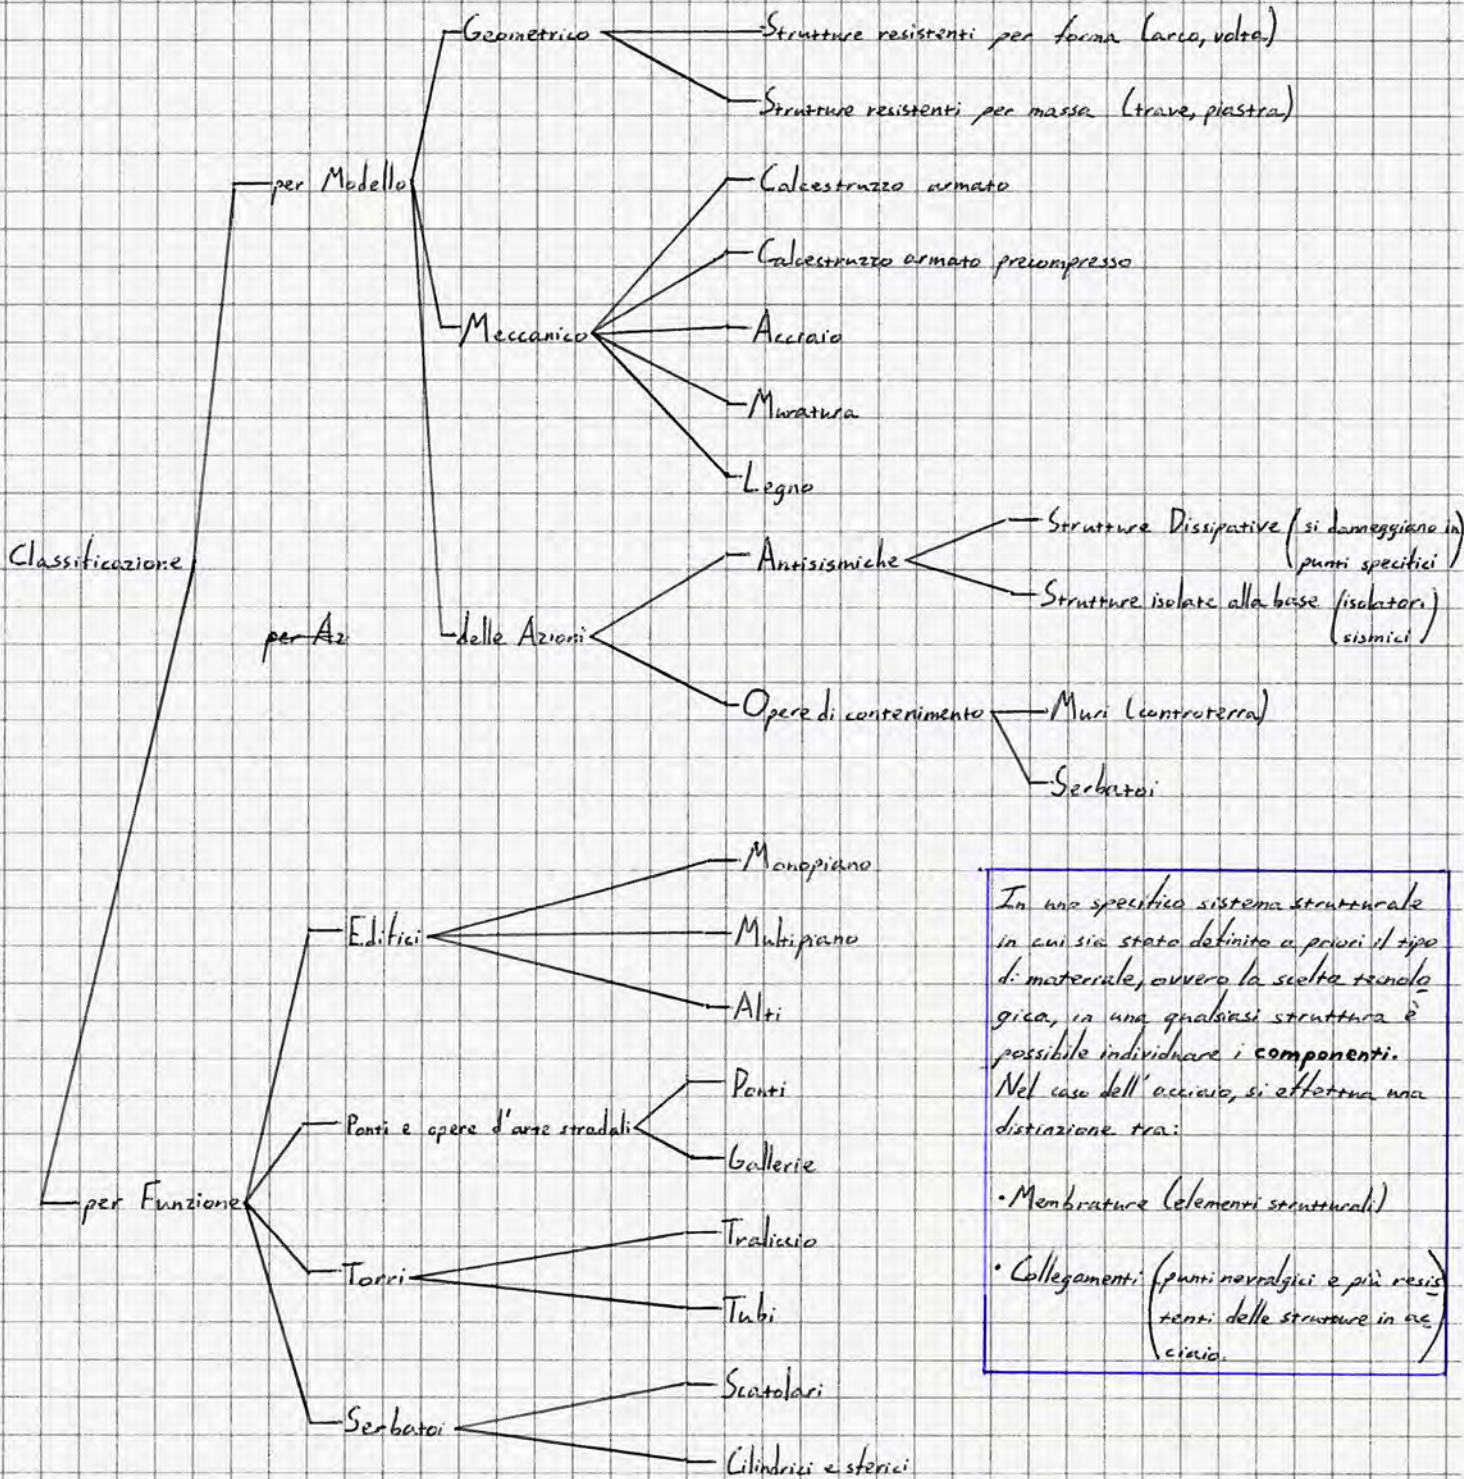 Geometrico
Strutture resistenti per forma (arco, volta)
Strutture resistenti per massa (trave, piastra)
per Modello
Calcestruzzo armato
Calcestruzzo armato precompresso
Meccanico
Acciaio
Muratura
Legno
Classificazione
Antisismiche
Strutture Dissipative (si danneggiano in
punti specifici)
Strutture isolate alla base (isolatori
sismici)
per Az
delle Azioni
Opere di contenimento
Muri (controterra)
Serbatoi
Monopiano
Edifici
Multipiano
Alti
Ponti
Ponti e opere d'arte stradali
Gallerie
per Funzione
Traliccio
Torri
Tubi
Scatolari
Serbatoi
Cilindrici e sferici
In uno specifico sistema strutturale
in cui sia stato definito a priori il tipo
di materiale, ovvero la scelta tecnolo
gica, in una qualsiasi struttura è
possibile individuare i componenti.
Nel caso dell'acciaio, si effettua una
distinzione tra:
• Membrature (elementi strutturali)
• Collegamenti (punti nevralgici e più resis
tenti delle strutture in ac
ciaio.)